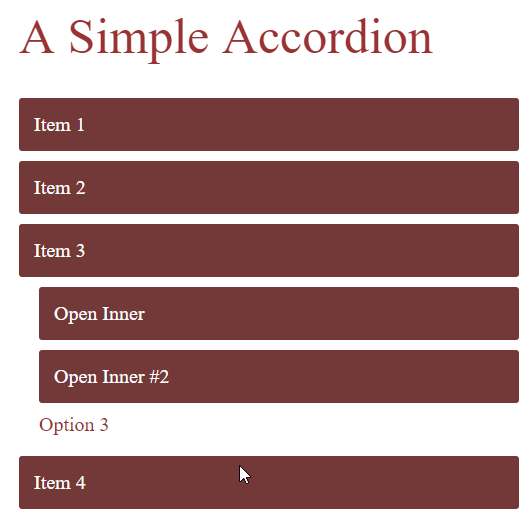 A Simple Accordion
Item 1
Item 2
Item 3
Open Inner
Open Inner #2
Option 3
Item 4